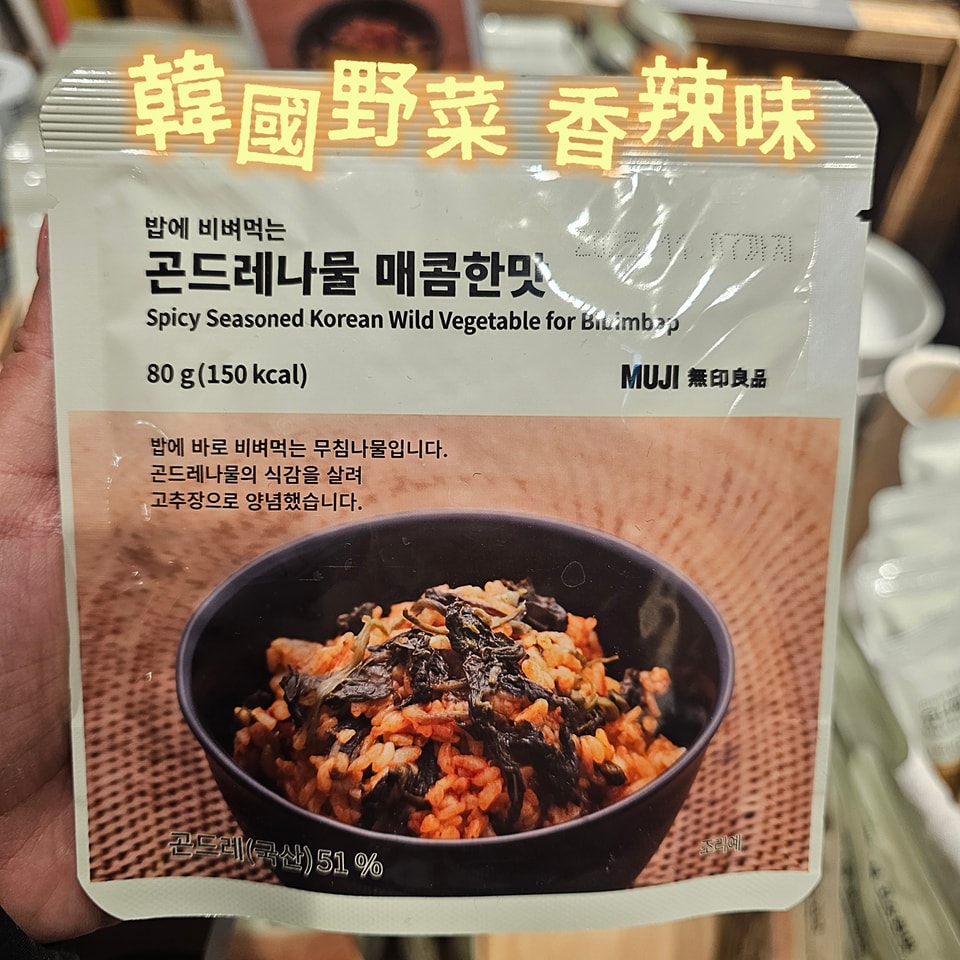 韓國野菜 香辣味
밥에 비벼먹는
곤드레나물 매콤한맛
Spicy Seasoned Korean Wild Vegetable for Bibimbap
80 g (150 kcal)
MUJI 無印良品
밥에 바로 비벼먹는 무침나물입니다.
곤드레나물의 식감을 살려
고추장으로 양념했습니다.
곤드레(국산) 51 %
조리예